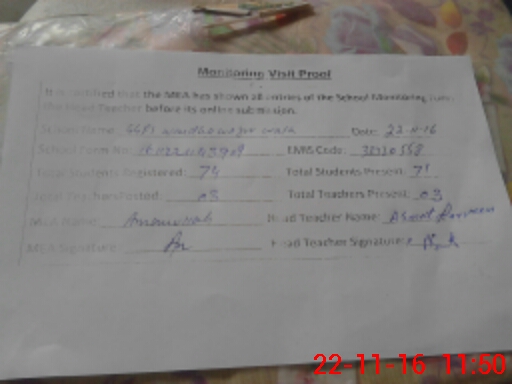 Monitoring Visit Proof
It is certified that the MEA has shown all entries of the School Monitoring Form
the Head Teacher before its online submission.
School Name: GGPS Date: 22-11-16
School Form No: EMIS Code: 38320558
Total Students Registered: 74 Total Students Present: 71
Total Teachers Posted: 03 Total Teachers Present: 03
MEA Name: Head Teacher Name:
MEA Signature: Head Teacher Signature:
22-11-16 11:50